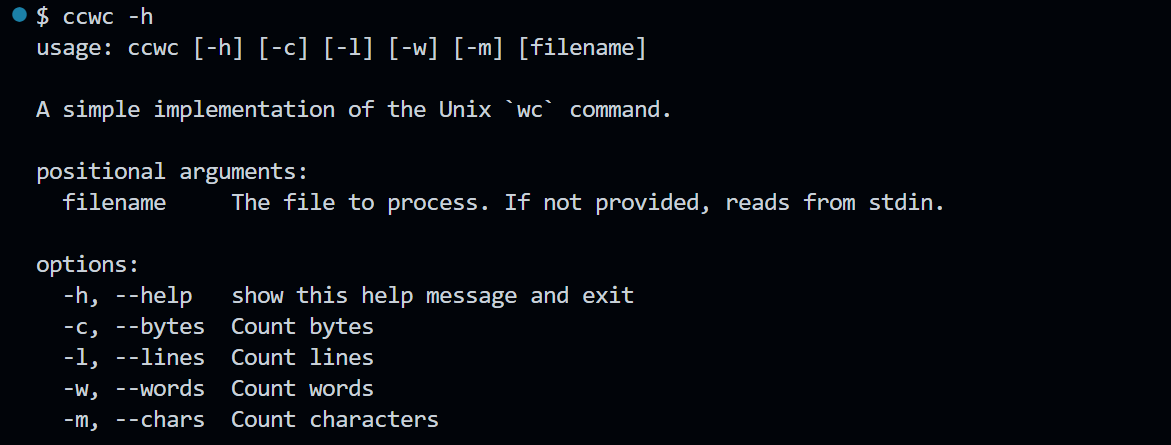 $ ccwc -h
usage: ccwc [-h] [-c] [-l] [-w] [-m] [filename]
A simple implementation of the Unix `wc` command.
positional arguments:
  filename     The file to process. If not provided, reads from stdin.
options:
  -h, --help   show this help message and exit
  -c, --bytes  Count bytes
  -l, --lines  Count lines
  -w, --words  Count words
  -m, --chars  Count characters